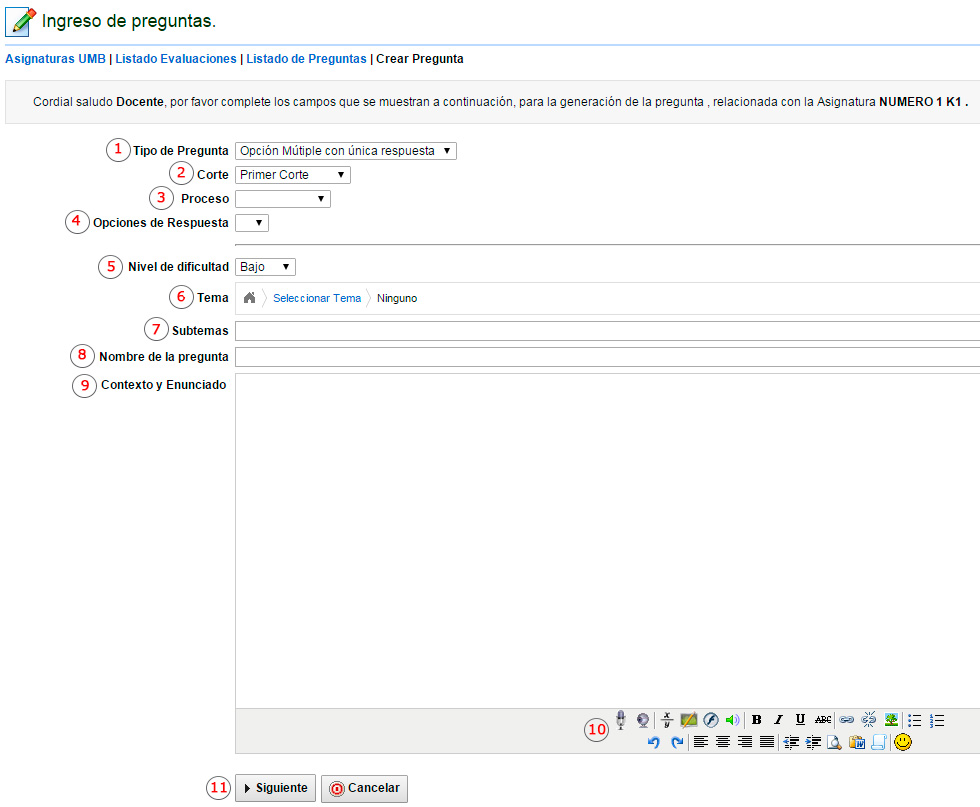 Ingreso de preguntas.
Asignaturas UMB | Listado Evaluaciones | Listado de Preguntas | Crear Pregunta
Cordial saludo Docente, por favor complete los campos que se muestran a continuación, para la generación de la pregunta , relacionada con la Asignatura NUMERO 1 K1 .
1 Tipo de Pregunta Opción Mútiple con única respuesta
2 Corte Primer Corte
3 Proceso
4 Opciones de Respuesta
5 Nivel de dificultad Bajo
6 Tema Seleccionar Tema Ninguno
7 Subtemas
8 Nombre de la pregunta
9 Contexto y Enunciado
10 x/y B I U ABC
11 Siguiente Cancelar